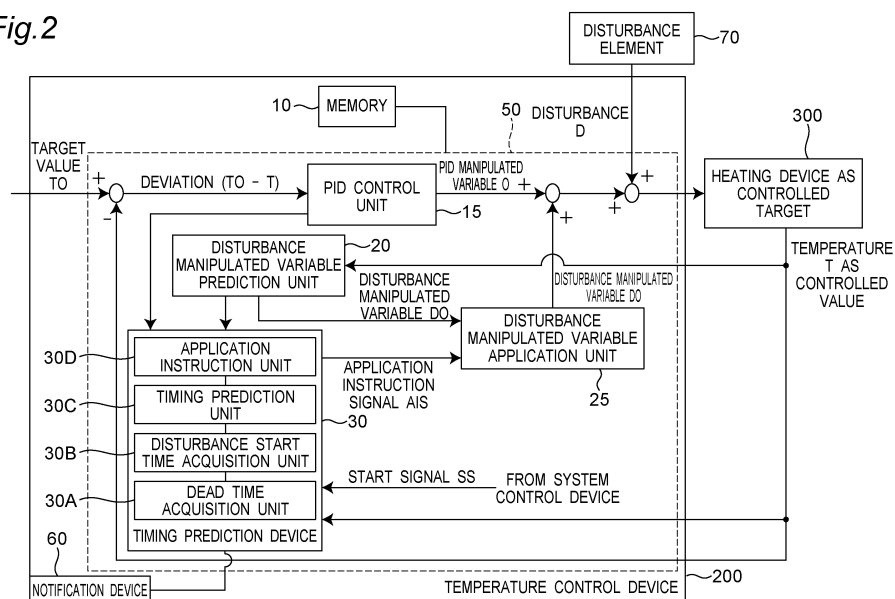 Fig.2
DISTURBANCE
ELEMENT
70
10
MEMORY
50
DISTURBANCE
D
300
TARGET
VALUE
TO
+
-
DEVIATION (TO - T)
PID CONTROL
UNIT
15
PID MANIPULATED
VARIABLE O
+
+
+
+
HEATING DEVICE AS
CONTROLLED
TARGET
TEMPERATURE
T AS
CONTROLLED
VALUE
20
DISTURBANCE
MANIPULATED VARIABLE
PREDICTION UNIT
DISTURBANCE
MANIPULATED
VARIABLE DO
DISTURBANCE MANIPULATED
VARIABLE DO
DISTURBANCE
MANIPULATED VARIABLE
APPLICATION UNIT
25
30D
APPLICATION
INSTRUCTION UNIT
APPLICATION
INSTRUCTION
SIGNAL AIS
30C
TIMING PREDICTION
UNIT
30
30B
DISTURBANCE START
TIME ACQUISITION UNIT
30A
DEAD TIME
ACQUISITION UNIT
START SIGNAL SS
FROM SYSTEM
CONTROL DEVICE
TIMING PREDICTION DEVICE
60
NOTIFICATION DEVICE
TEMPERATURE CONTROL DEVICE
200